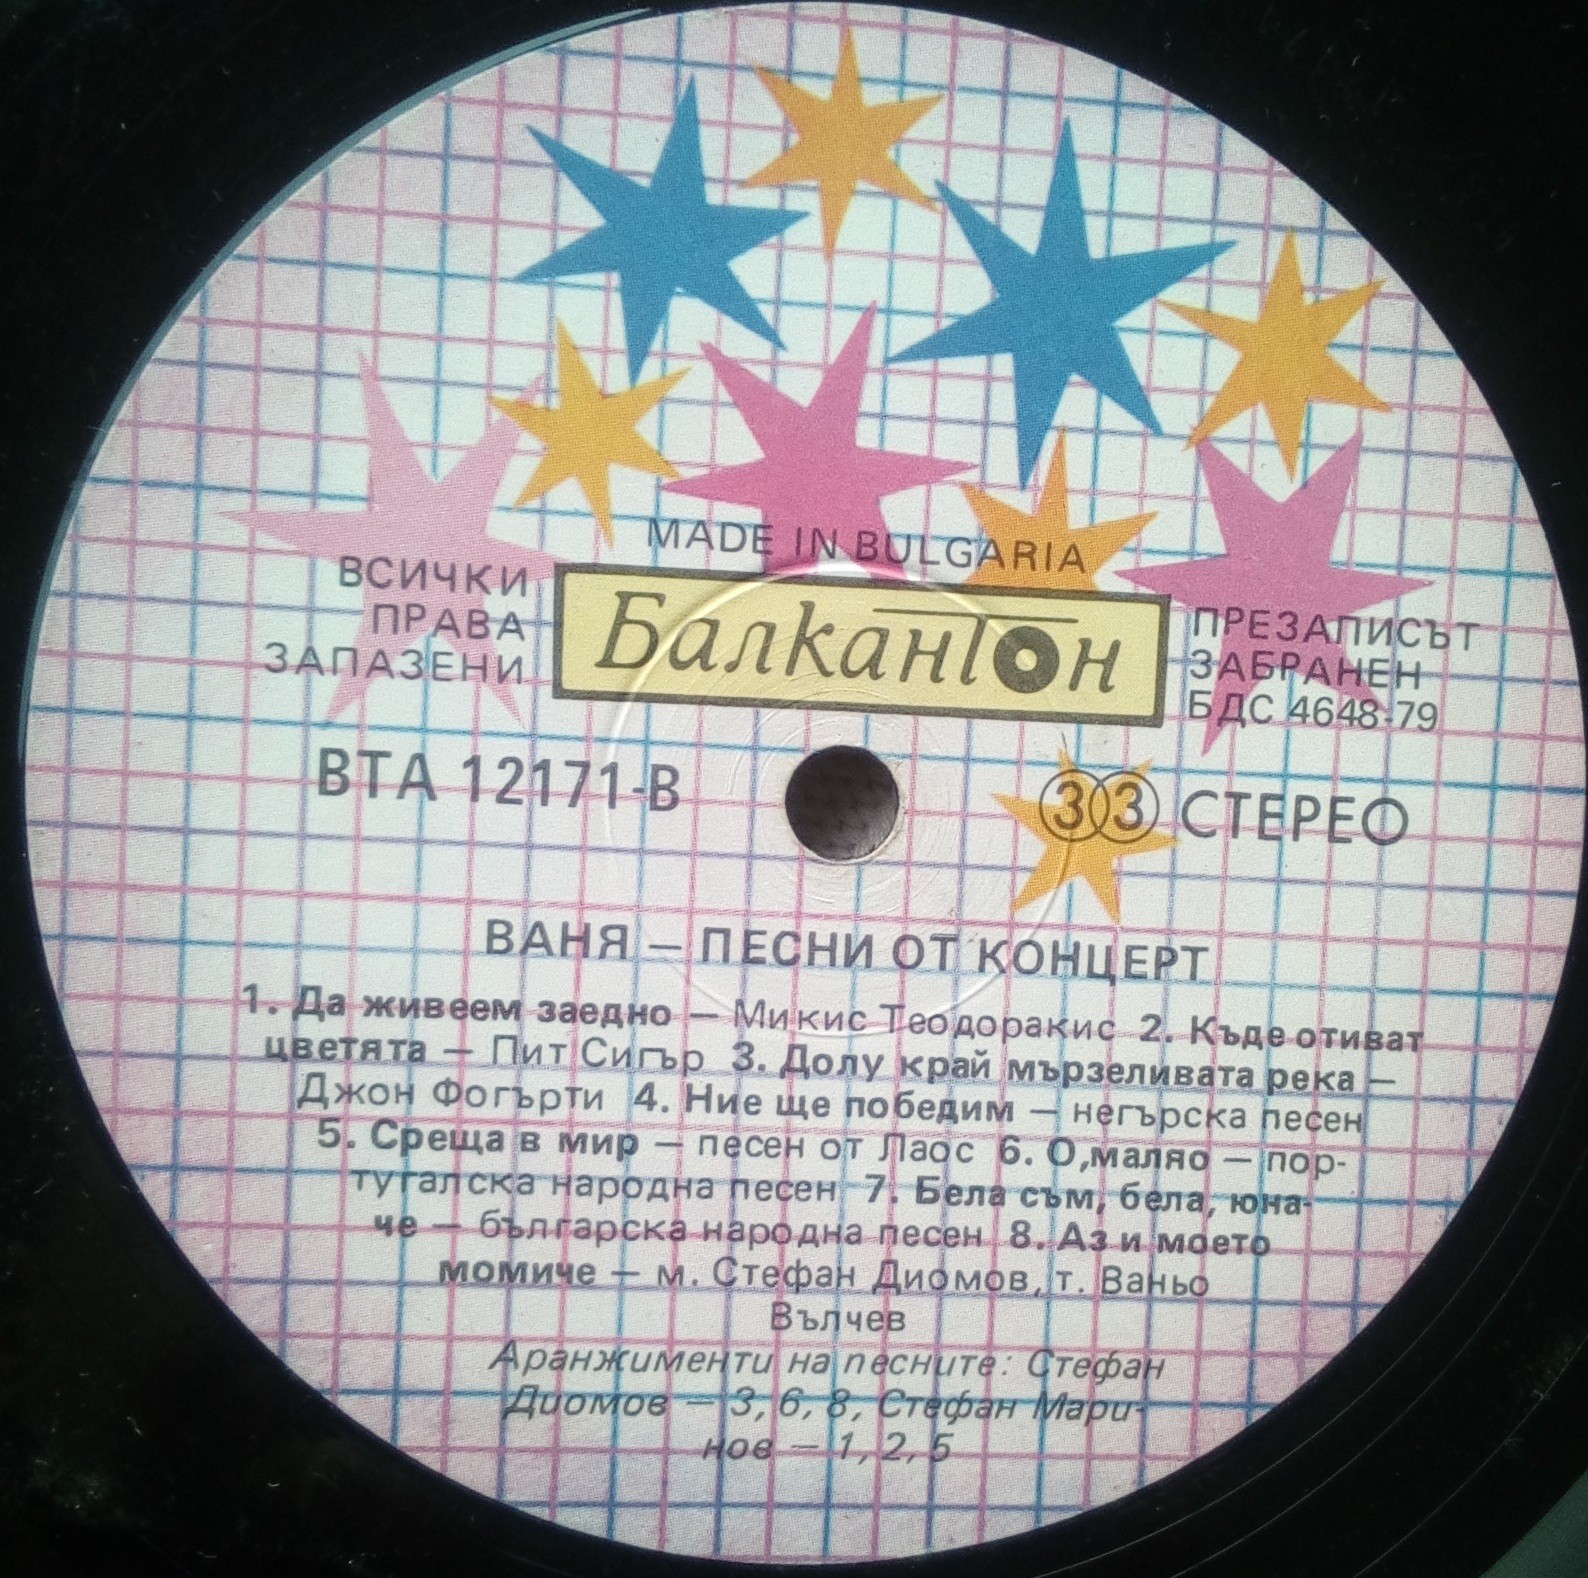 MADE IN BULGARIA
ВСИЧКИ
ПРАВА
ЗАПАЗЕНИ
Балкантон
ПРЕЗАПИСЪТ
ЗАБРАНЕН
БДС 4648-79
ВТА 12171-В
33 СТЕРЕО
ВАНЯ — ПЕСНИ ОТ КОНЦЕРТ
1. Да живеем заедно — Микис Теодоракис 2. Къде отиват
цветята — Пит Сигър 3. Долу край мързеливата река —
Джон Фогърти 4. Ние ще победим — негърска песен
5. Среща в мир — песен от Лаос 6. О,маляо — пор-
тугалска народна песен 7. Бела съм, бела, юна-
че — българска народна песен 8. Аз и моето
момиче — м. Стефан Диомов, т. Ваньо
Вълчев
Аранжименти на песните: Стефан
Диомов — 3, 6, 8, Стефан Мари-
нов — 1, 2, 5